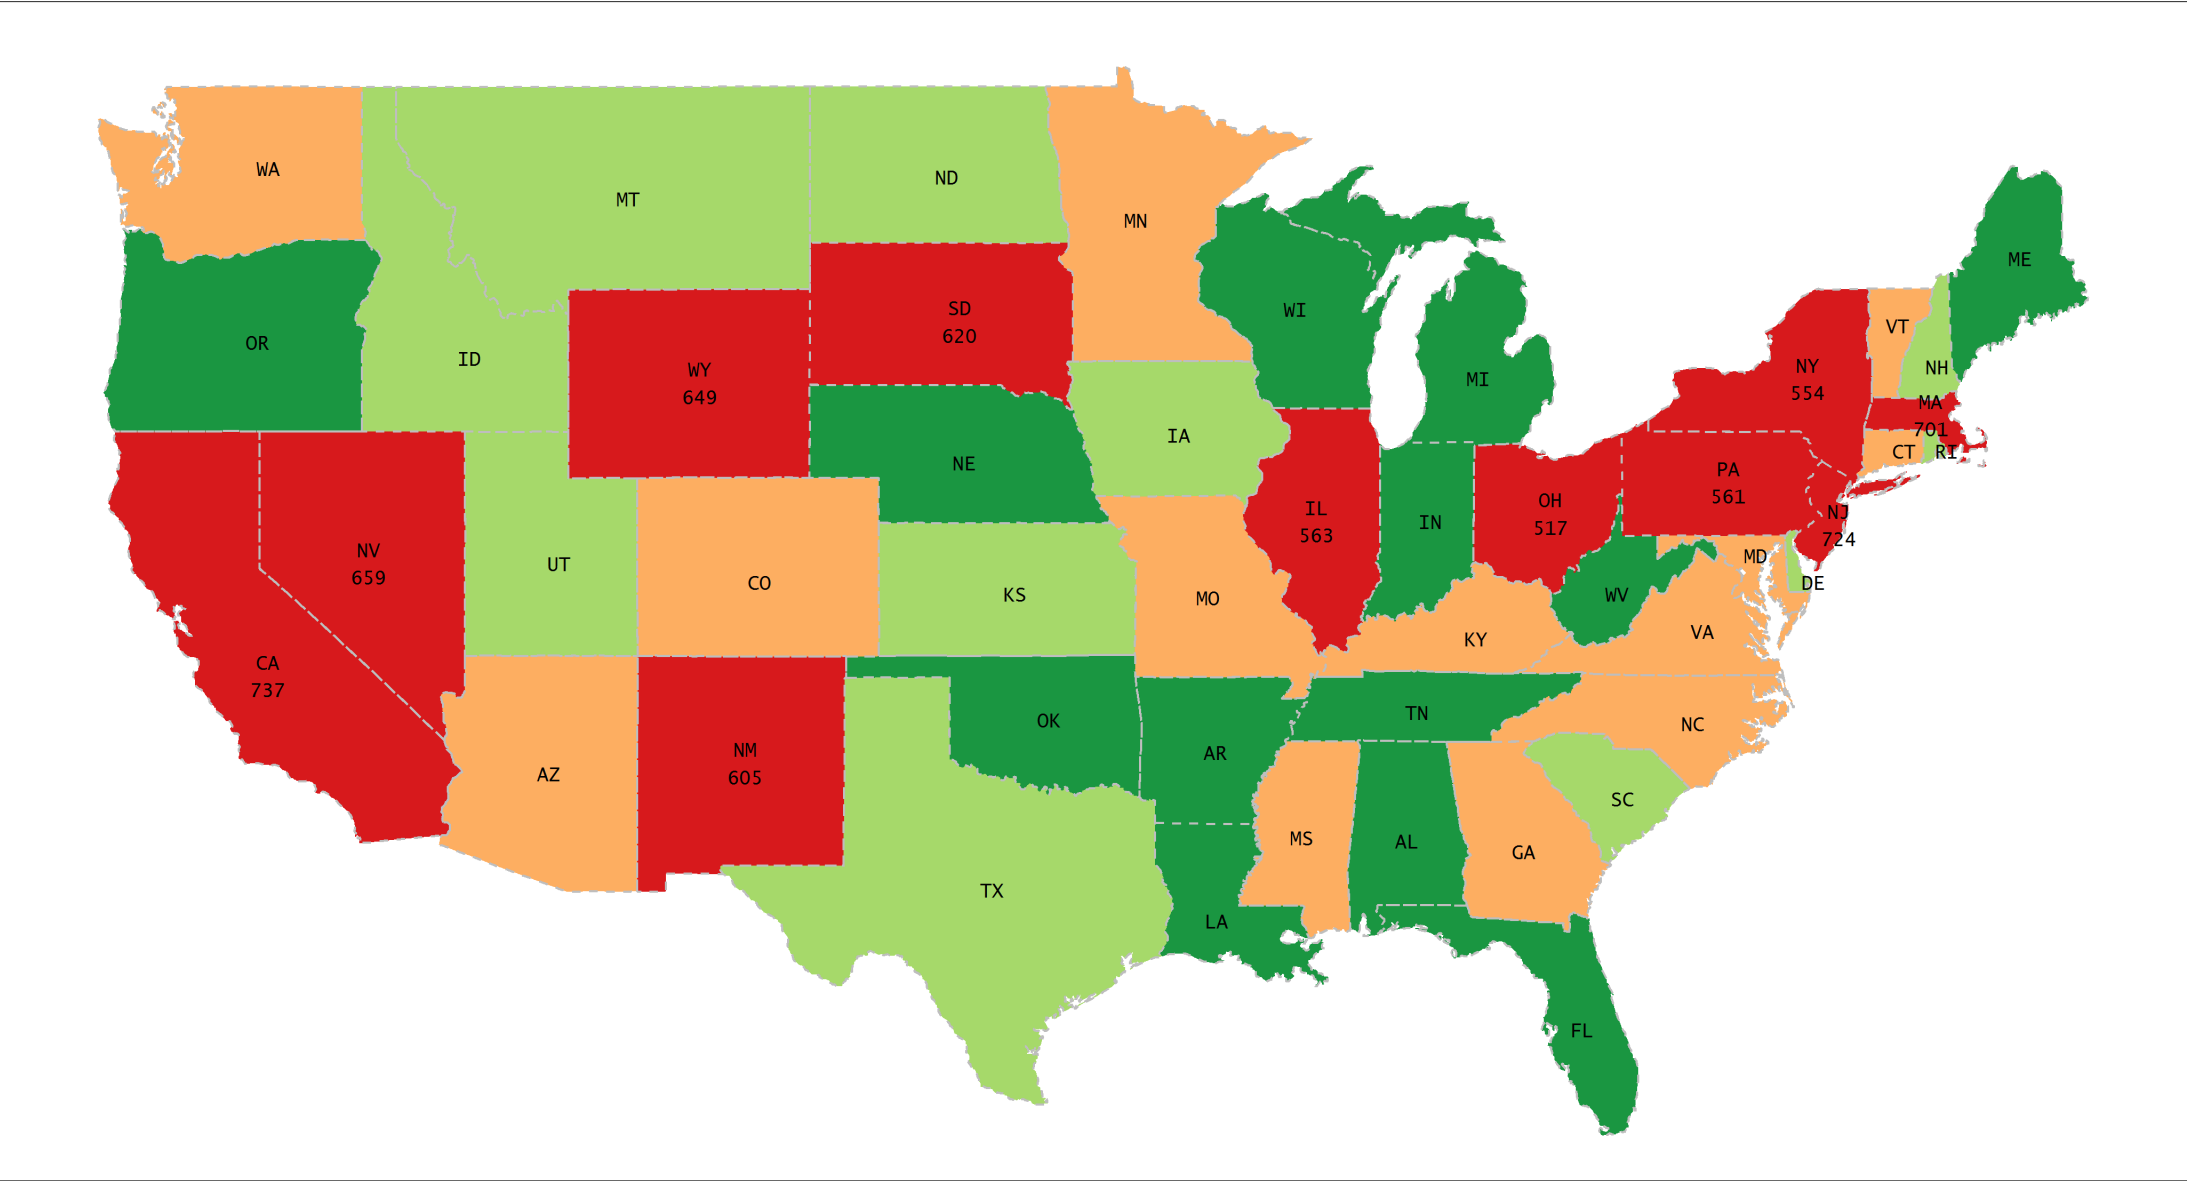 WA
MT
ND
MN
ME
OR
ID
WY
649
SD
620
WI
MI
NY
554
VT
NH
MA
701
CT
RI
IA
NE
IL
563
IN
OH
517
PA
561
NJ
724
NV
659
UT
CO
KS
MO
KY
WV
MD
DE
VA
CA
737
AZ
NM
605
OK
AR
TN
NC
SC
MS
AL
GA
TX
LA
FL